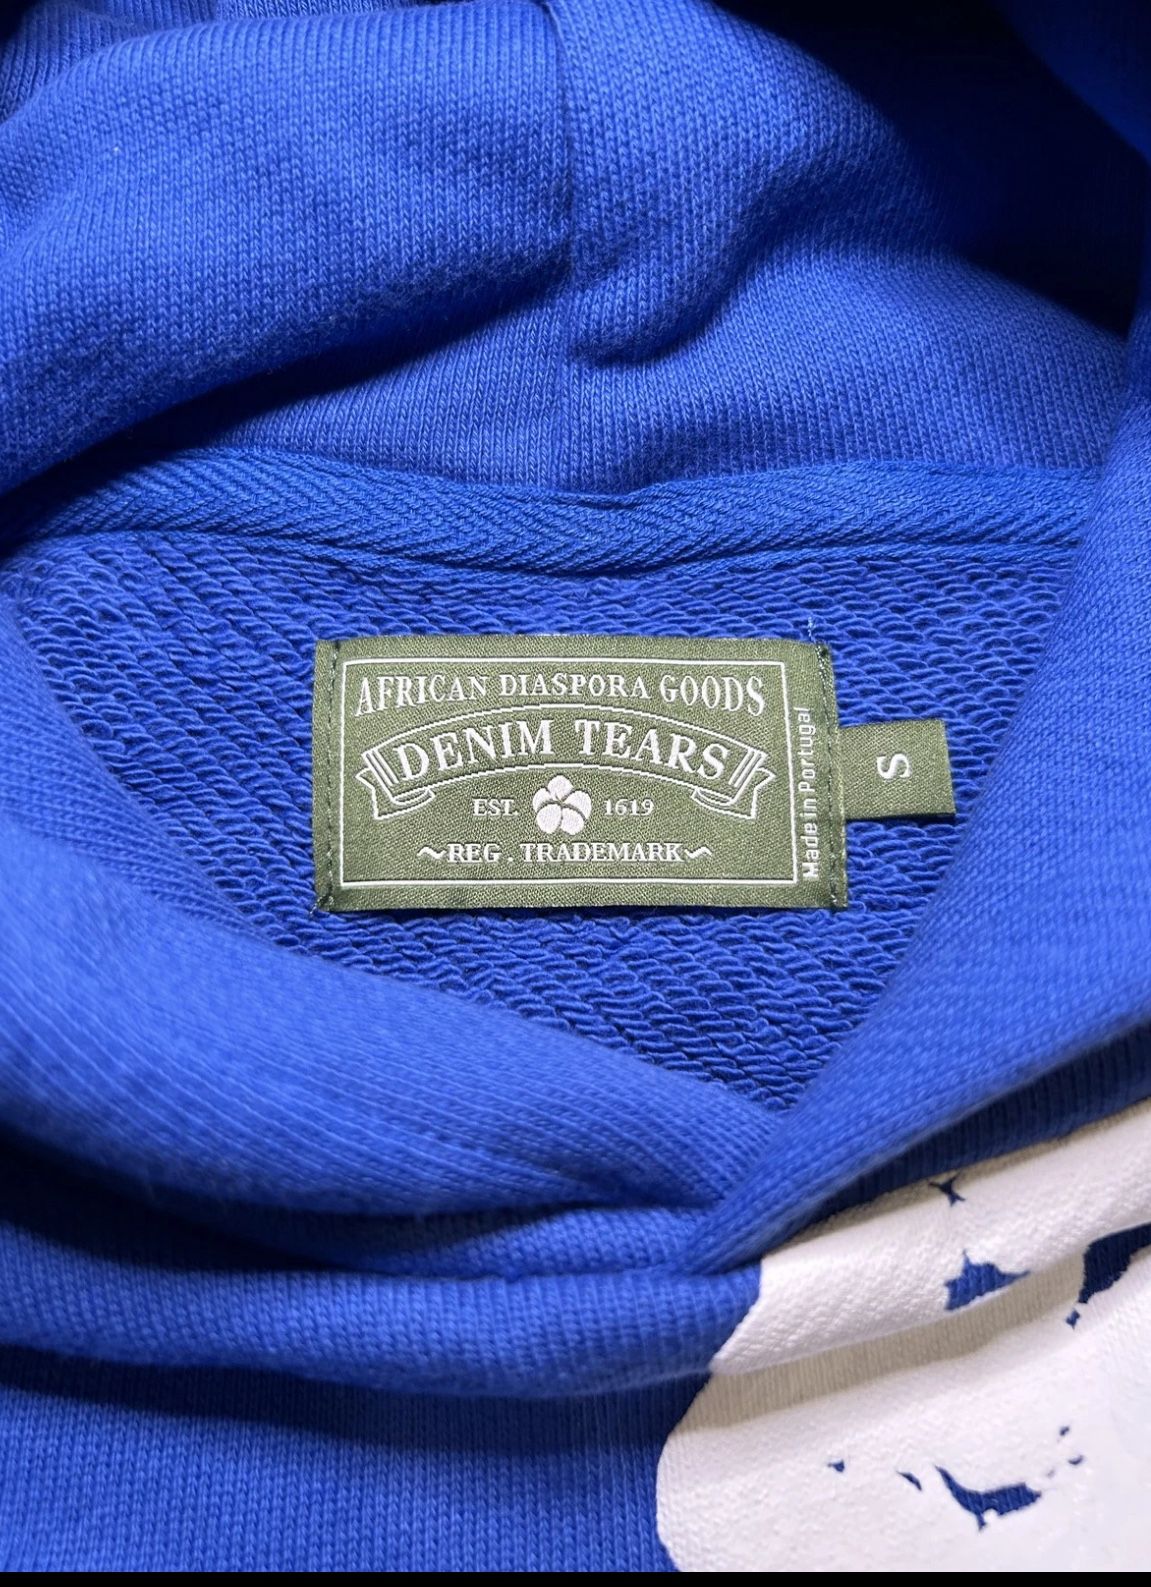 AFRICAN DIASPORA GOODS
DENIM TEARS
EST. 1619
~REG . TRADEMARK~
Made in Portugal
S